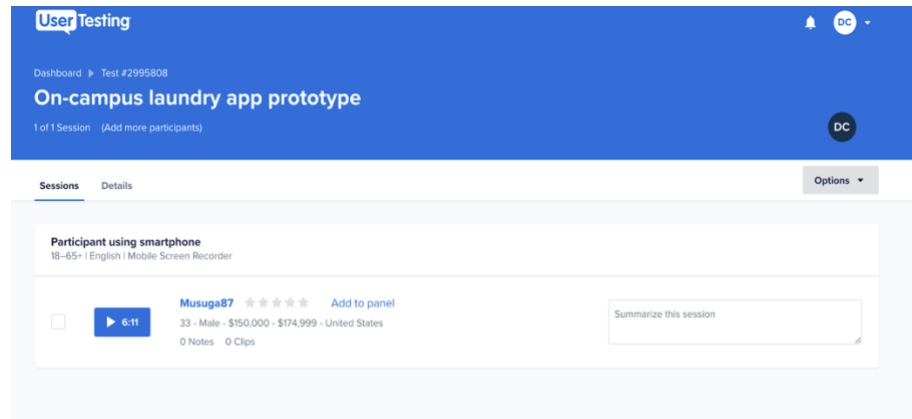 UserTesting
DC
Dashboard Test #2995808
On-campus laundry app prototype
1 of 1 Session (Add more participants)
DC
Sessions Details
Options
Participant using smartphone
18–65+ | English | Mobile Screen Recorder
Musuga87 Add to panel
6:11
33 - Male - $150,000 - $174,999 - United States
0 Notes 0 Clips
Summarize this session